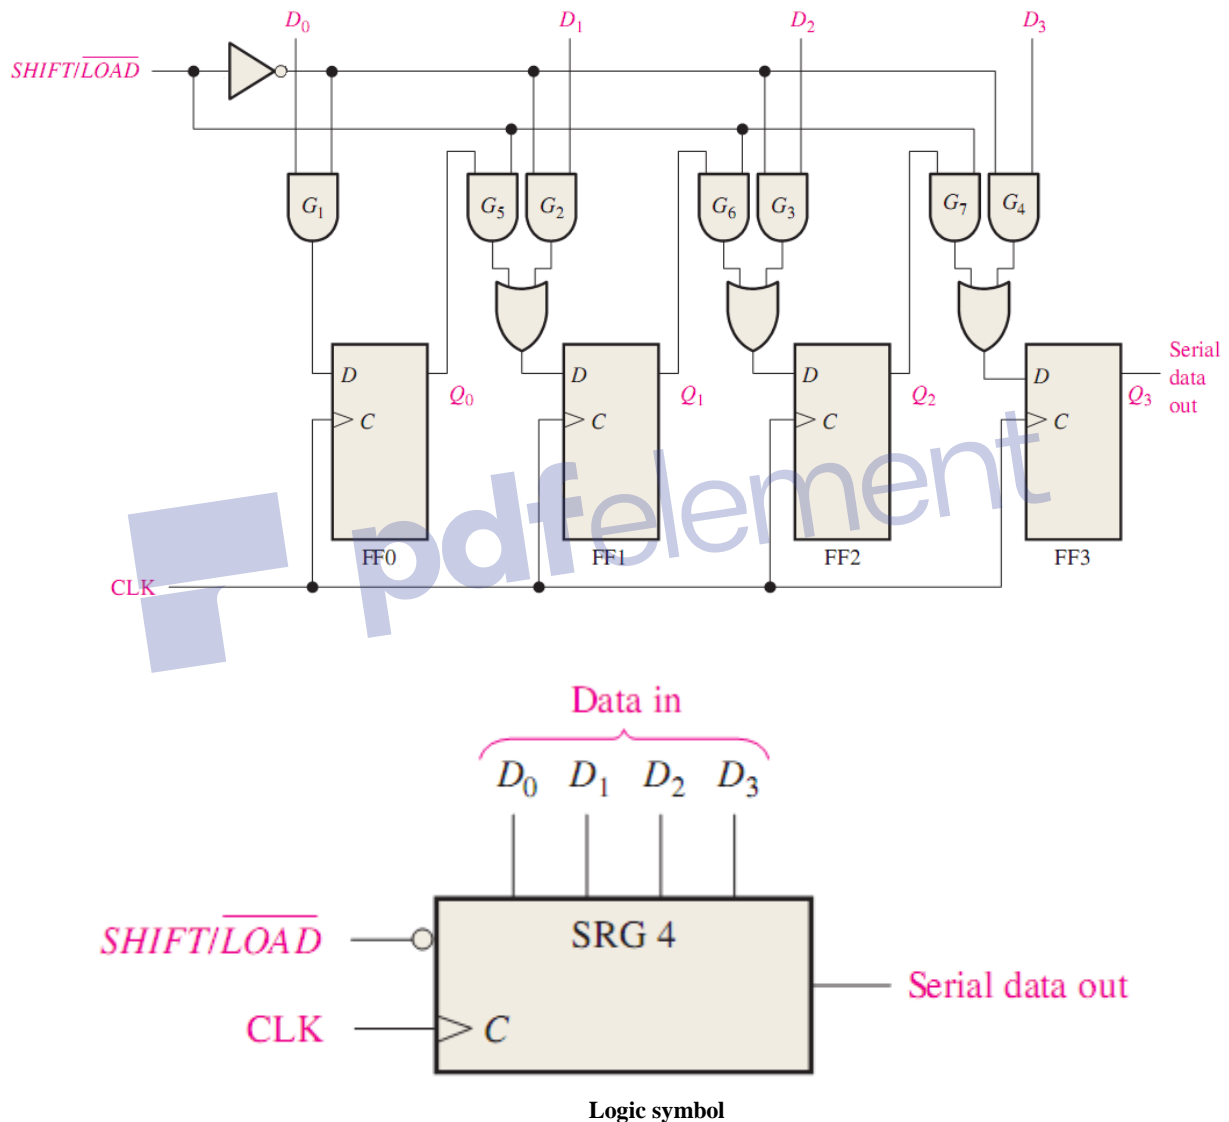 D0 D1 D2 D3
SHIFT/LOAD
G1 G5 G2 G6 G3 G7 G4
D D D D
C C C C
Q0 Q1 Q2 Q3
Serial
data
out
FF0 FF1 FF2 FF3
CLK
pdfelement
Data in
D0 D1 D2 D3
SHIFT/LOAD
SRG 4
Serial data out
CLK
C
Logic symbol